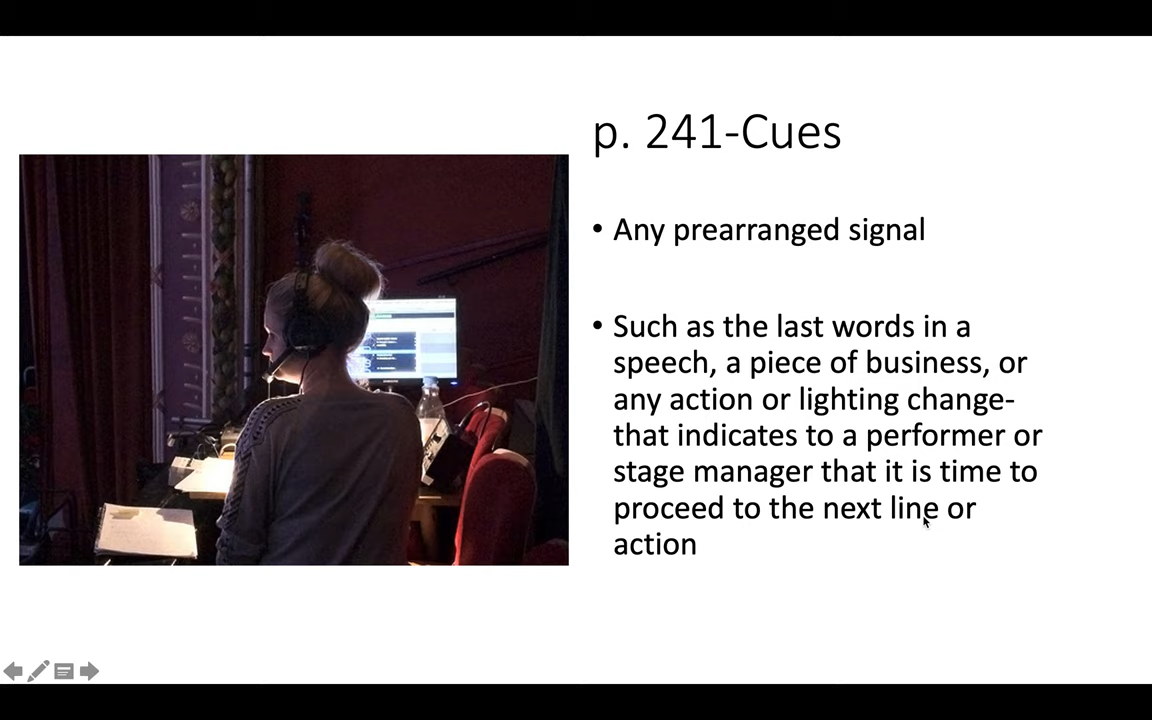 p. 241-Cues
• Any prearranged signal
• Such as the last words in a
speech, a piece of business, or
any action or lighting change-
that indicates to a performer or
stage manager that it is time to
proceed to the next line or
action